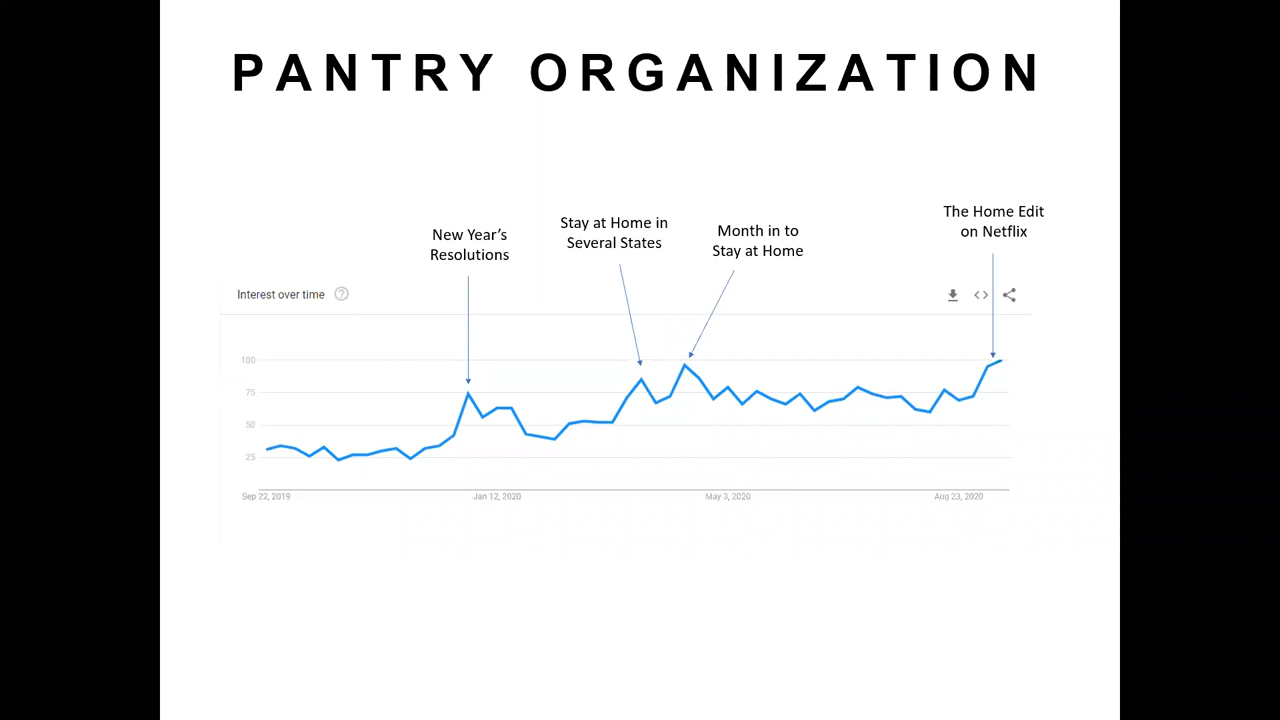 PANTRY ORGANIZATION
New Year’s
Resolutions
Stay at Home in
Several States
Month in to
Stay at Home
The Home Edit
on Netflix
Interest over time
?
<>
100
75
50
25
Sep 22, 2019
Jan 12, 2020
May 3, 2020
Aug 23, 2020